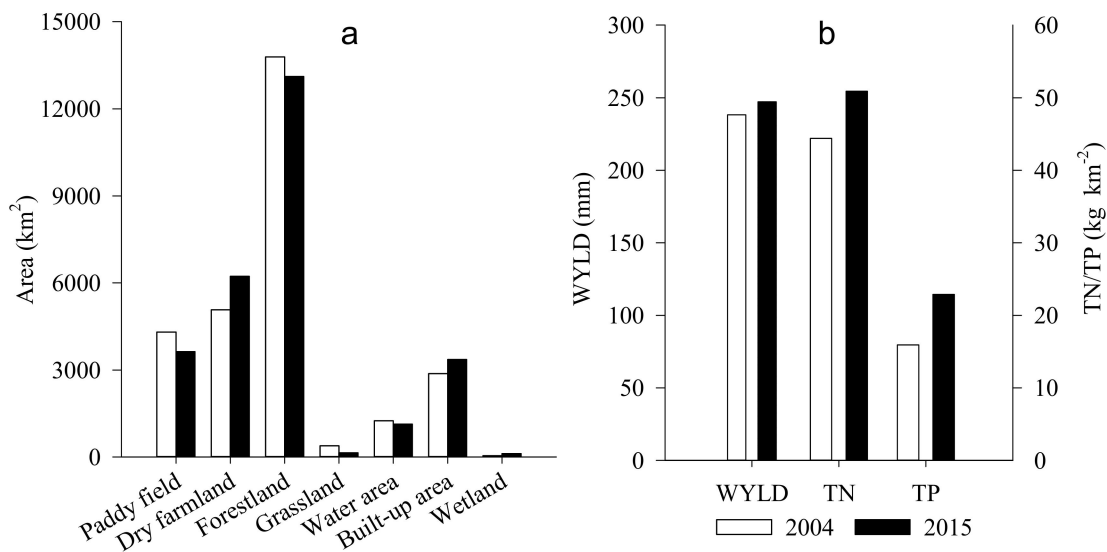 a
15000
12000
9000
6000
3000
0
Area (km²)
Paddy field
Dry farmland
Forestland
Grassland
Water area
Built-up area
Wetland
b
300
250
200
150
100
50
0
WYLD (mm)
60
50
40
30
20
10
0
TN/TP (kg km⁻²)
WYLD TN TP
2004 2015